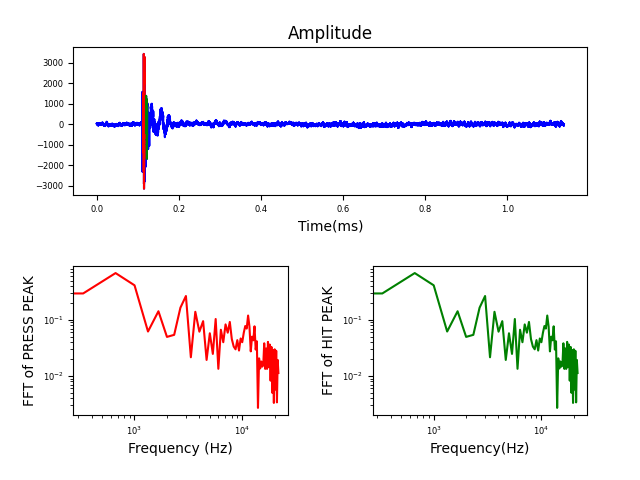 Amplitude
3000
2000
1000
0
−1000
−2000
−3000
0.0 0.2 0.4 0.6 0.8 1.0
Time(ms)
FFT of PRESS PEAK
10⁻¹
10⁻²
10³ 10⁴
Frequency (Hz)
FFT of HIT PEAK
10⁻¹
10⁻²
10³ 10⁴
Frequency(Hz)